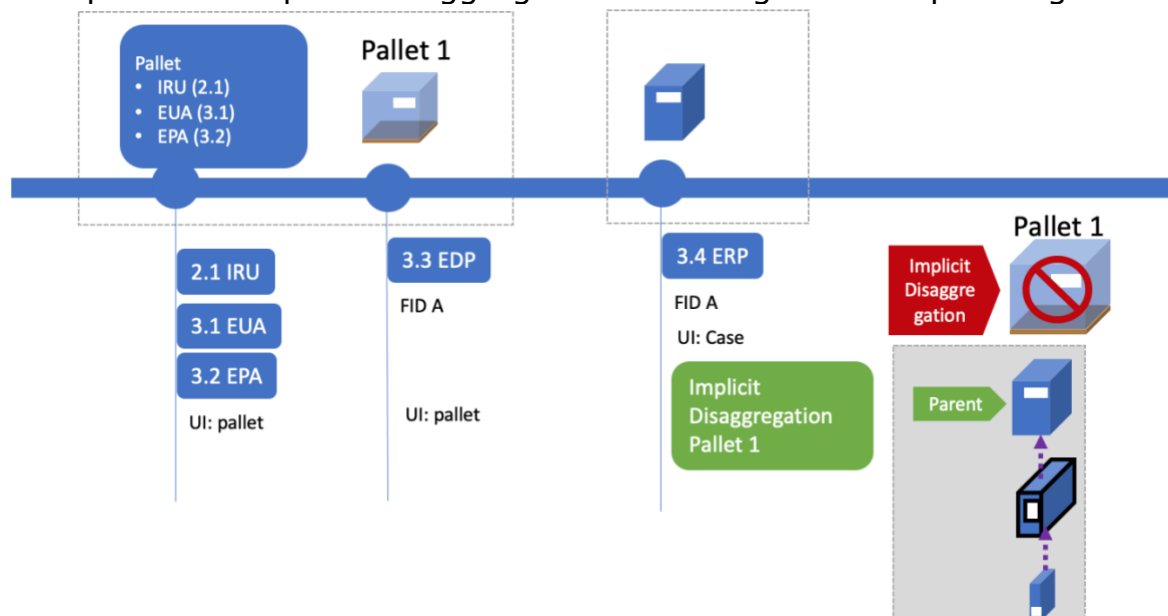 Pallet
• IRU (2.1)
• EUA (3.1)
• EPA (3.2)
Pallet 1
2.1 IRU
3.1 EUA
3.2 EPA
UI: pallet
3.3 EDP
FID A
UI: pallet
3.4 ERP
FID A
UI: Case
Implicit
Disaggregation
Pallet 1
Implicit
Disaggre
gation
Pallet 1
Parent